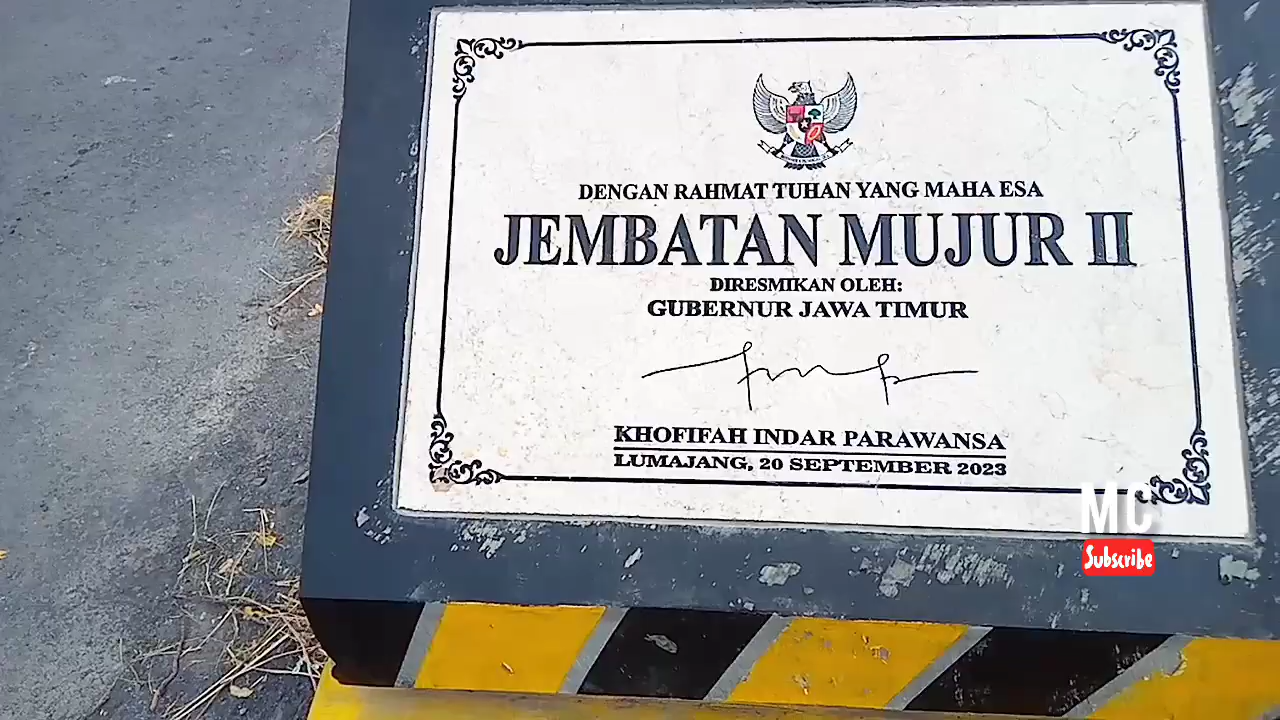 DENGAN RAHMAT TUHAN YANG MAHA ESA
JEMBATAN MUJUR II
DIRESMIKAN OLEH:
GUBERNUR JAWA TIMUR
KHOFIFAH INDAR PARAWANSA
LUMAJANG, 20 SEPTEMBER 2023
MC
Subscribe